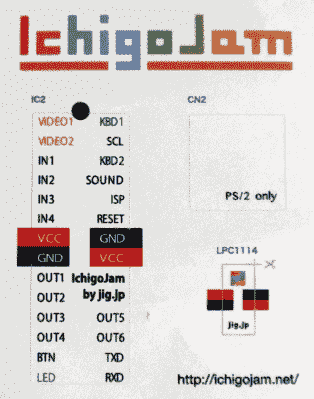 IchigoJam
IC2
CN2
VIDEO1 KBD1
VIDEO2 SCL
IN1 KBD2
IN2 SOUND
IN3 ISP
IN4 RESET
PS/2 only
VCC GND
GND VCC
LPC1114
OUT1 IchigoJam
OUT2 by jig.jp
OUT3 OUT5
OUT4 OUT6
Jig.jp
BTN TXD
LED RXD
http://ichigojam.net/